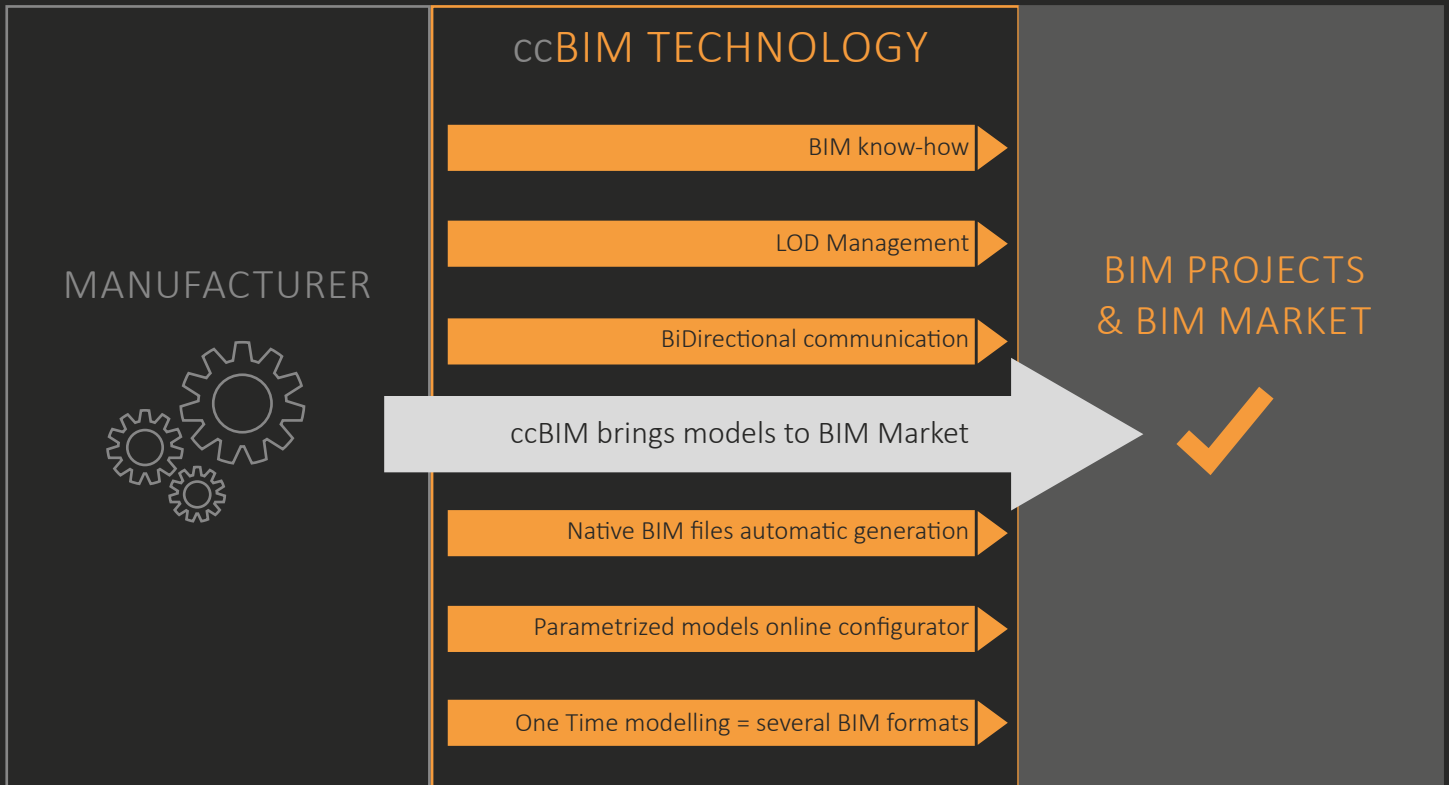 ccBIM TECHNOLOGY
BIM know-how
LOD Management
MANUFACTURER
BIM PROJECTS
& BIM MARKET
BiDirectional communication
ccBIM brings models to BIM Market
Native BIM files automatic generation
Parametrized models online configurator
One Time modelling = several BIM formats